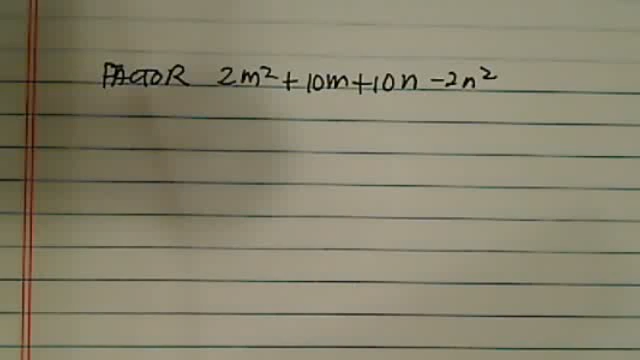 FACTOR 2m² + 10m + 10n - 2n²